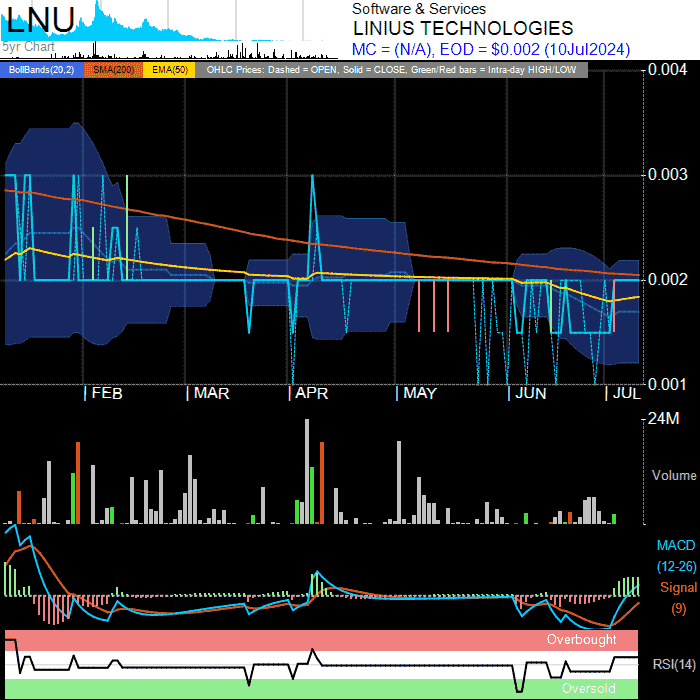 LNU
5yr Chart
Software & Services
LINIUS TECHNOLOGIES
MC = (N/A), EOD = $0.002 (10Jul2024)
BollBands(20,2) SMA(200) EMA(50) OHLC Prices: Dashed = OPEN, Solid = CLOSE, Green/Red bars = Intra-day HIGH/LOW
0.004
0.003
0.002
0.001
FEB MAR APR MAY JUN JUL
24M
Volume
MACD
(12-26)
Signal
(9)
Overbought
RSI(14)
Oversold